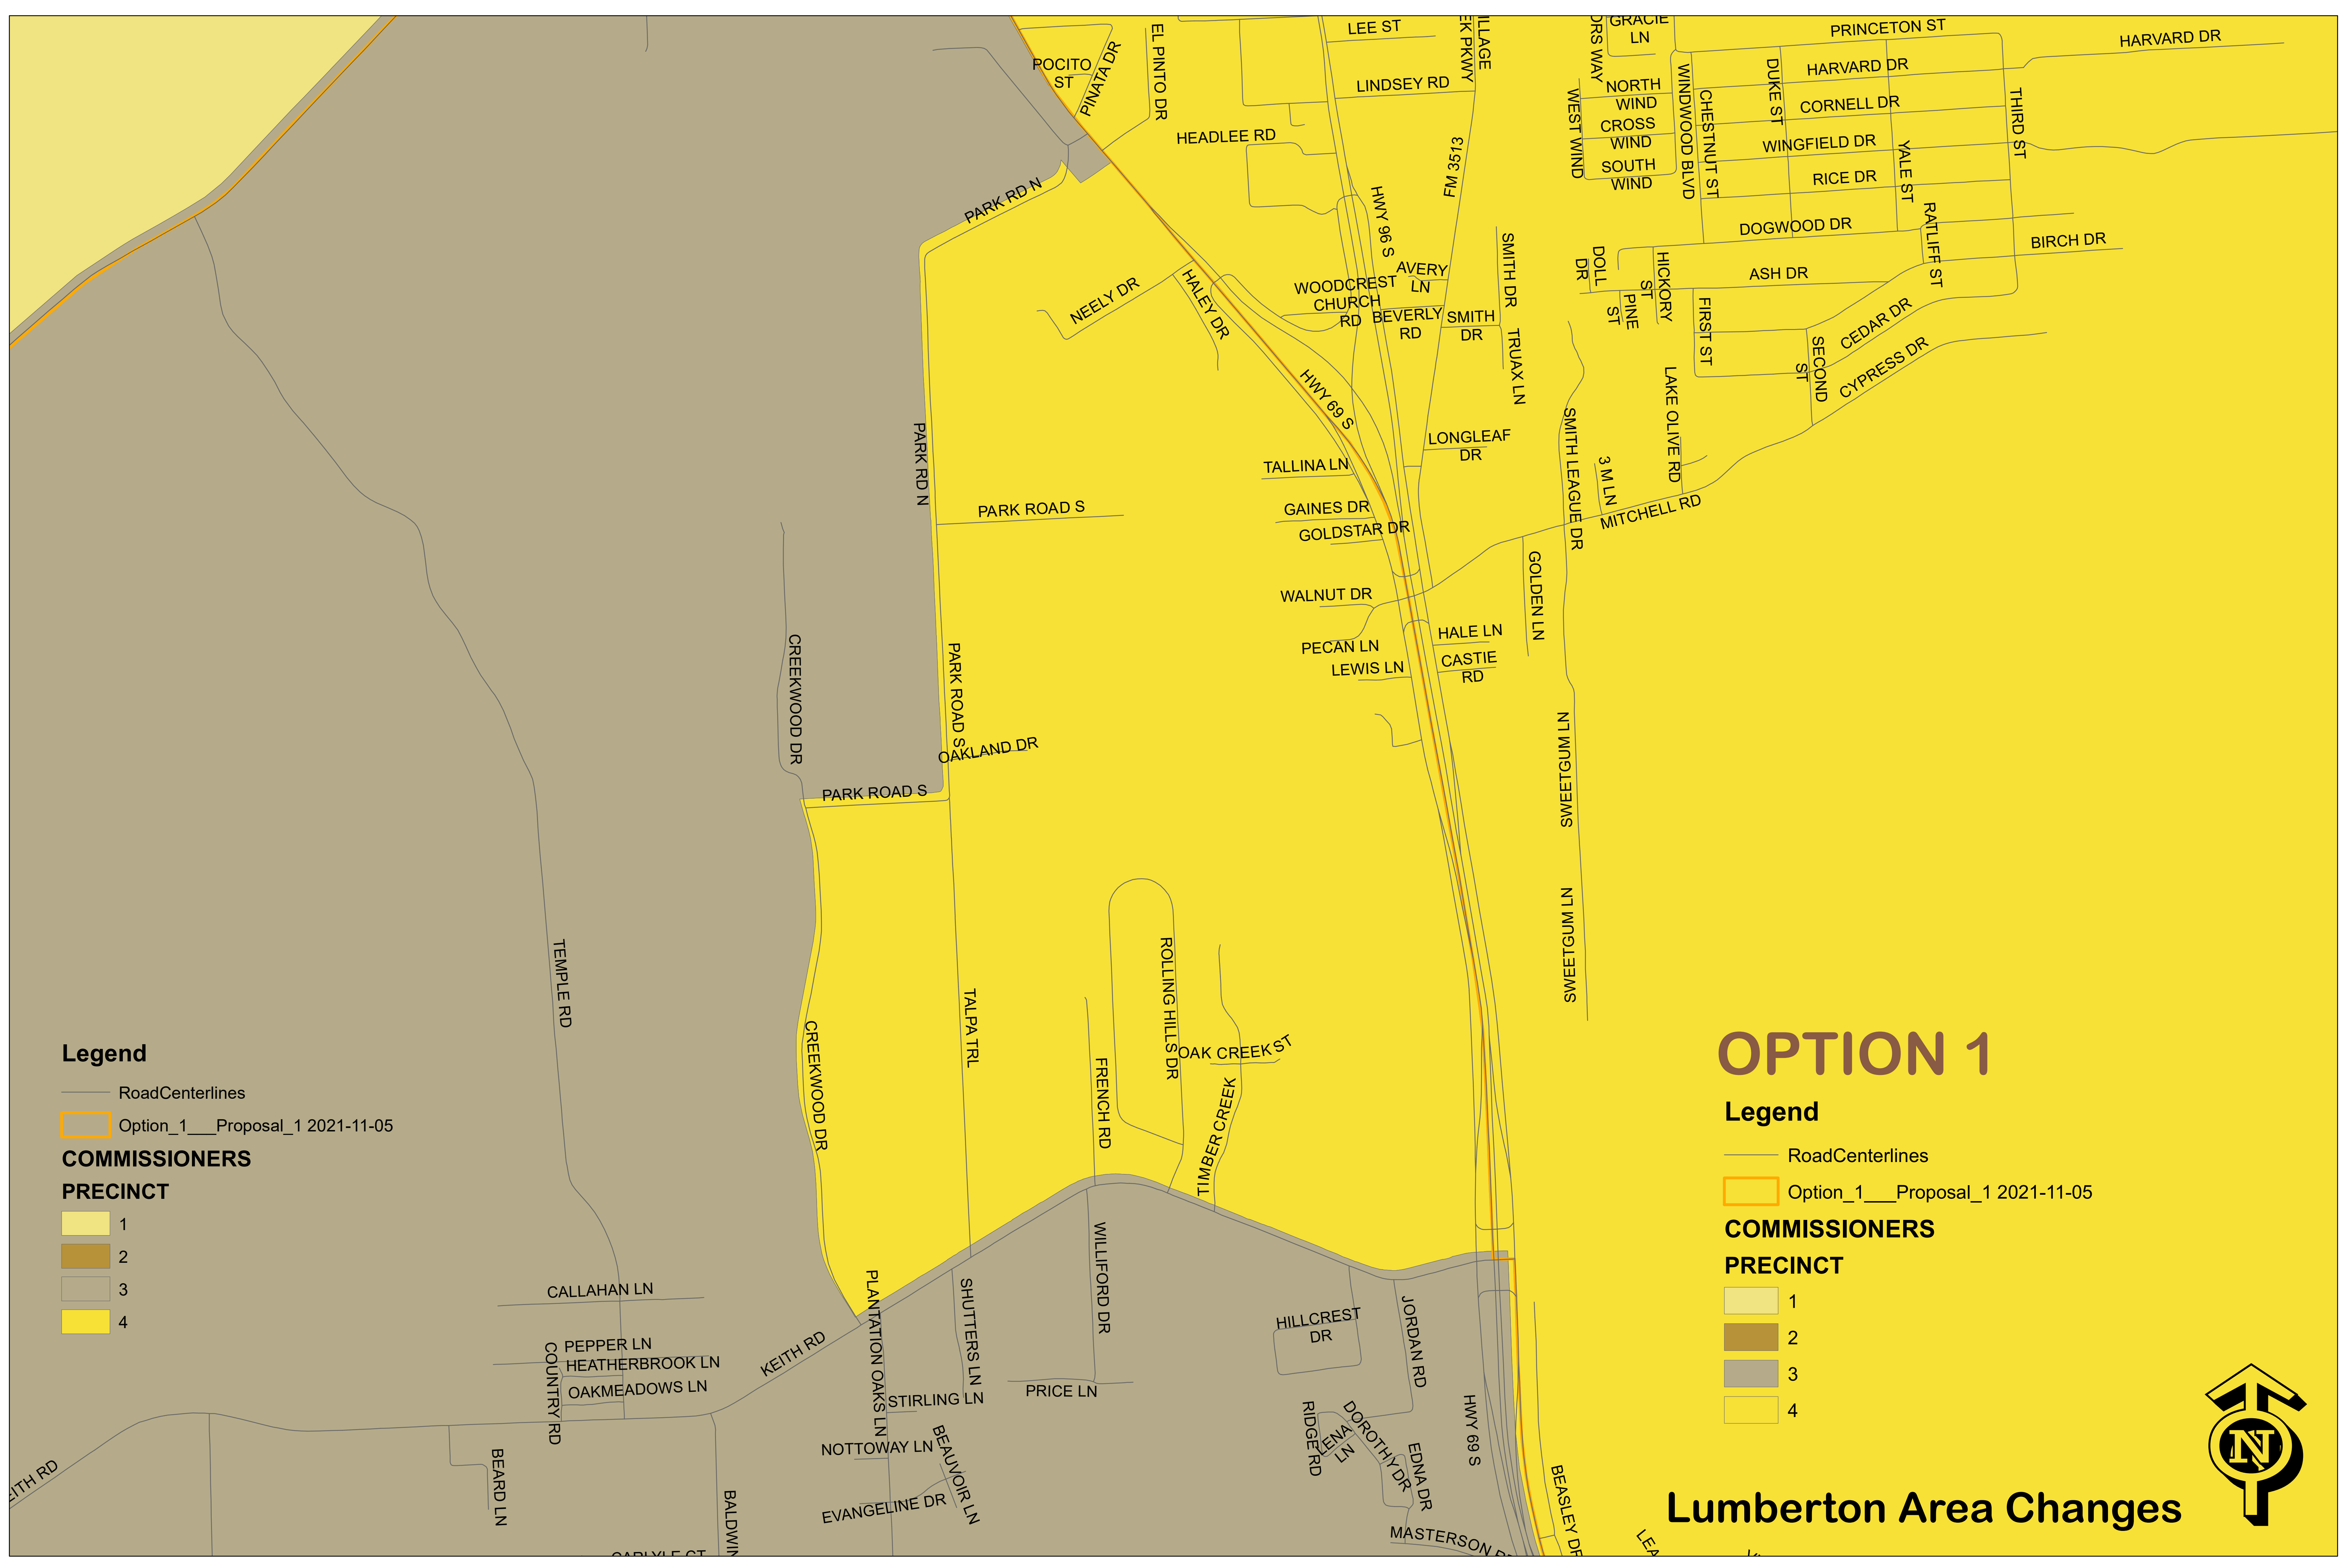 LEE ST
PRINCETON ST
HARVARD DR
GRACIE
LN
EL PINTO DR
PINATA DR
POCITO
ST
LINDSEY RD
HARVARD DR
NORTH
WIND
DUKE ST
CORNELL DR
WEST WIND
WINDWOOD BLVD
CHESTNUT ST
THIRD ST
CROSS
WIND
HEADLEE RD
FM 3513
WINGFIELD DR
YALE ST
SOUTH
WIND
RICE DR
PARK RD N
HWY 96 S
RATLIFF ST
DOGWOOD DR
BIRCH DR
SMITH DR
DOLL
DR
HICKORY
ST
ASH DR
NEELY DR
HALEY DR
AVERY
LN
WOODCREST
CHURCH
RD
BEVERLY
RD
SMITH
DR
PINE
ST
FIRST ST
CEDAR DR
TRUAX LN
SECOND
ST
CYPRESS DR
HWY 69 S
LAKE OLIVE RD
PARK RD N
LONGLEAF
DR
SMITH LEAGUE DR
TALLINA LN
3 M LN
PARK ROAD S
GAINES DR
MITCHELL RD
GOLDSTAR DR
GOLDEN LN
WALNUT DR
HALE LN
CREEKWOOD DR
PARK ROAD S
PECAN LN
CASTIE
RD
LEWIS LN
OAKLAND DR
SWEETGUM LN
PARK ROAD S
SWEETGUM LN
TEMPLE RD
ROLLING HILLS DR
TALPA TRL
CREEKWOOD DR
OAK CREEK ST
FRENCH RD
TIMBER CREEK
Legend
RoadCenterlines
Option_1___Proposal_1 2021-11-05
COMMISSIONERS
PRECINCT
1
2
3
4
OPTION 1
Legend
RoadCenterlines
Option_1___Proposal_1 2021-11-05
COMMISSIONERS
PRECINCT
1
2
3
4
WILLIFORD DR
PLANTATION OAKS LN
SHUTTERS LN
CALLAHAN LN
HILLCREST
DR
JORDAN RD
PEPPER LN
COUNTRY RD
HEATHERBROOK LN
KEITH RD
OAKMEADOWS LN
STIRLING LN
PRICE LN
HWY 69 S
RIDGE RD
LENA
LN
DOROTHY DR
EDNA DR
NOTTOWAY LN
BEAUVOIR LN
BEARD LN
EVANGELINE DR
BALDWIN
BEASLEY DR
MASTERSON
N
Lumberton Area Changes